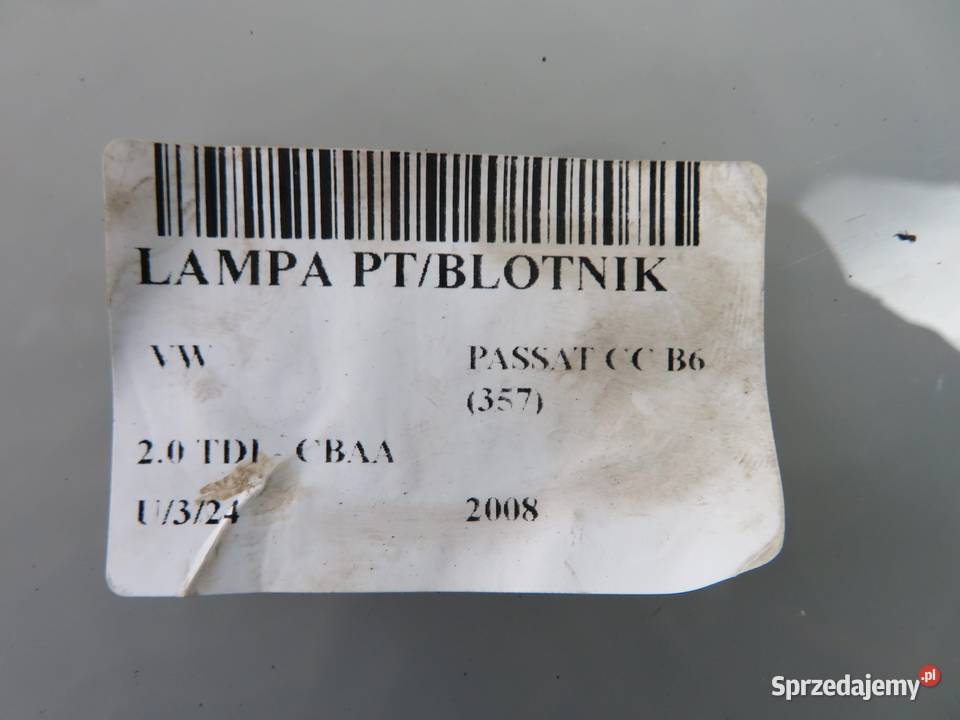 LAMPA PT/BLOTNIK
VW PASSAT CC B6
(357)
2.0 TDI - CBAA
U/3/24 2008
Sprzedajemy.pl